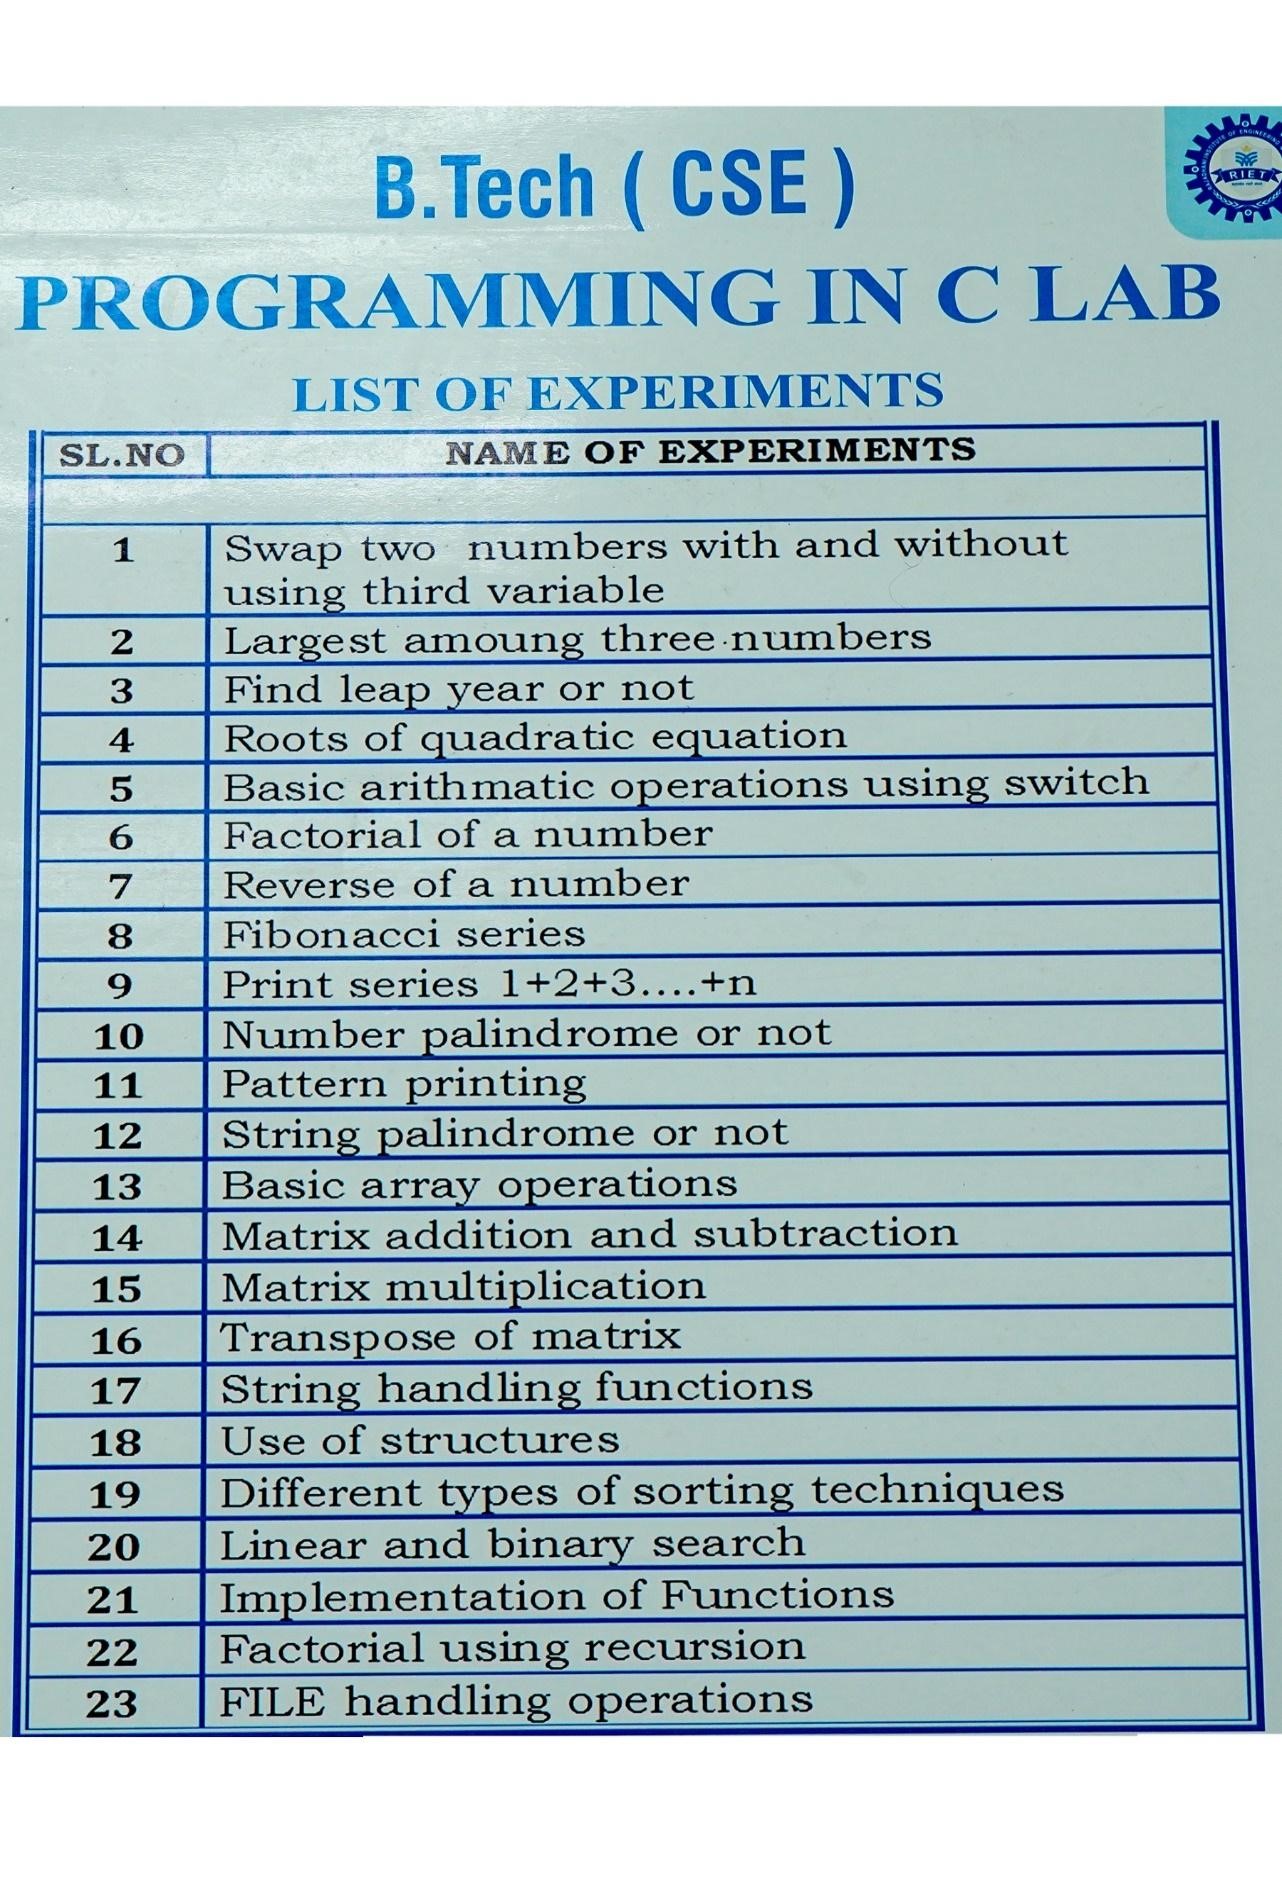 B.Tech ( CSE )
RIET
PROGRAMMING IN C LAB
LIST OF EXPERIMENTS
SL.NO NAME OF EXPERIMENTS
1 Swap two numbers with and without
using third variable
2 Largest amoung three numbers
3 Find leap year or not
4 Roots of quadratic equation
5 Basic arithmatic operations using switch
6 Factorial of a number
7 Reverse of a number
8 Fibonacci series
9 Print series 1+2+3....+n
10 Number palindrome or not
11 Pattern printing
12 String palindrome or not
13 Basic array operations
14 Matrix addition and subtraction
15 Matrix multiplication
16 Transpose of matrix
17 String handling functions
18 Use of structures
19 Different types of sorting techniques
20 Linear and binary search
21 Implementation of Functions
22 Factorial using recursion
23 FILE handling operations